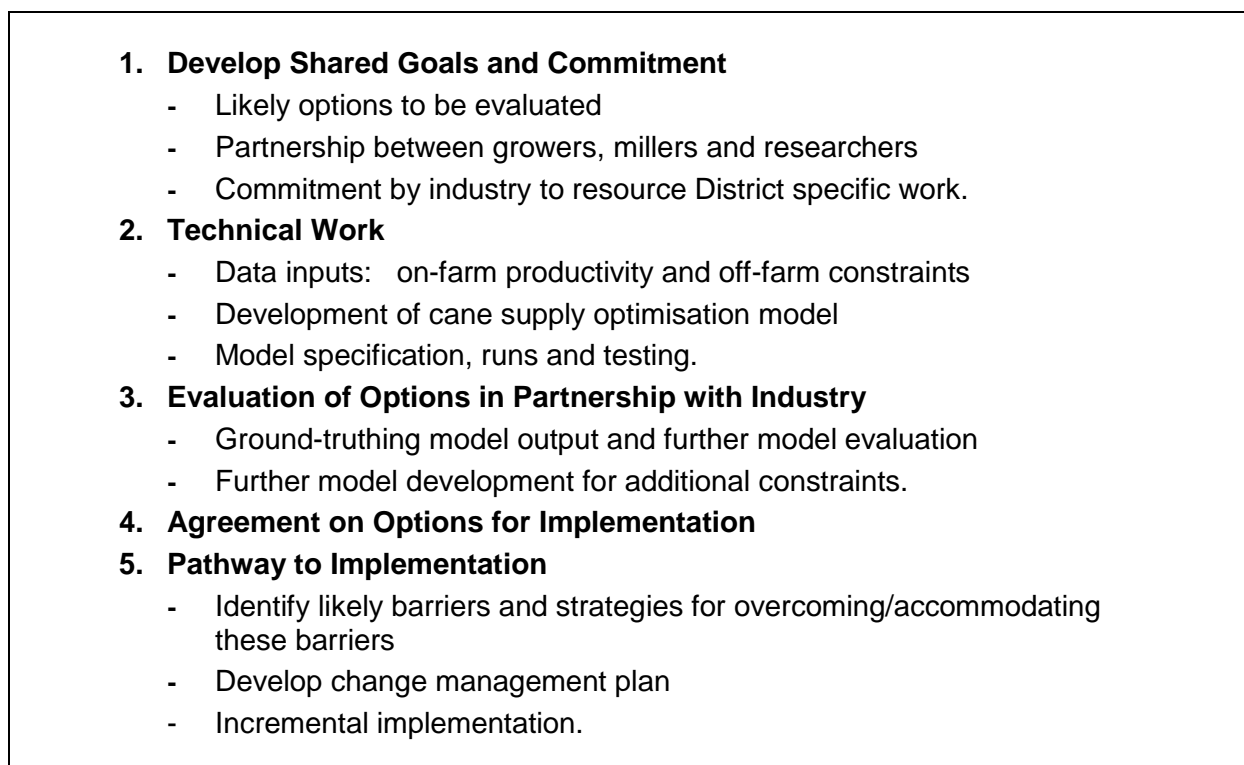 1. Develop Shared Goals and Commitment
- Likely options to be evaluated
- Partnership between growers, millers and researchers
- Commitment by industry to resource District specific work.
2. Technical Work
- Data inputs: on-farm productivity and off-farm constraints
- Development of cane supply optimisation model
- Model specification, runs and testing.
3. Evaluation of Options in Partnership with Industry
- Ground-truthing model output and further model evaluation
- Further model development for additional constraints.
4. Agreement on Options for Implementation
5. Pathway to Implementation
- Identify likely barriers and strategies for overcoming/accommodating
these barriers
- Develop change management plan
- Incremental implementation.